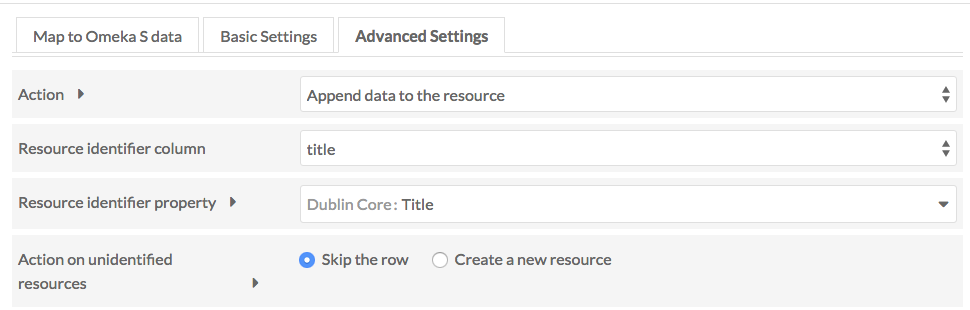 Map to Omeka S data
Basic Settings
Advanced Settings
Action
Append data to the resource
Resource identifier column
title
Resource identifier property
Dublin Core: Title
Action on unidentified
resources
Skip the row
Create a new resource